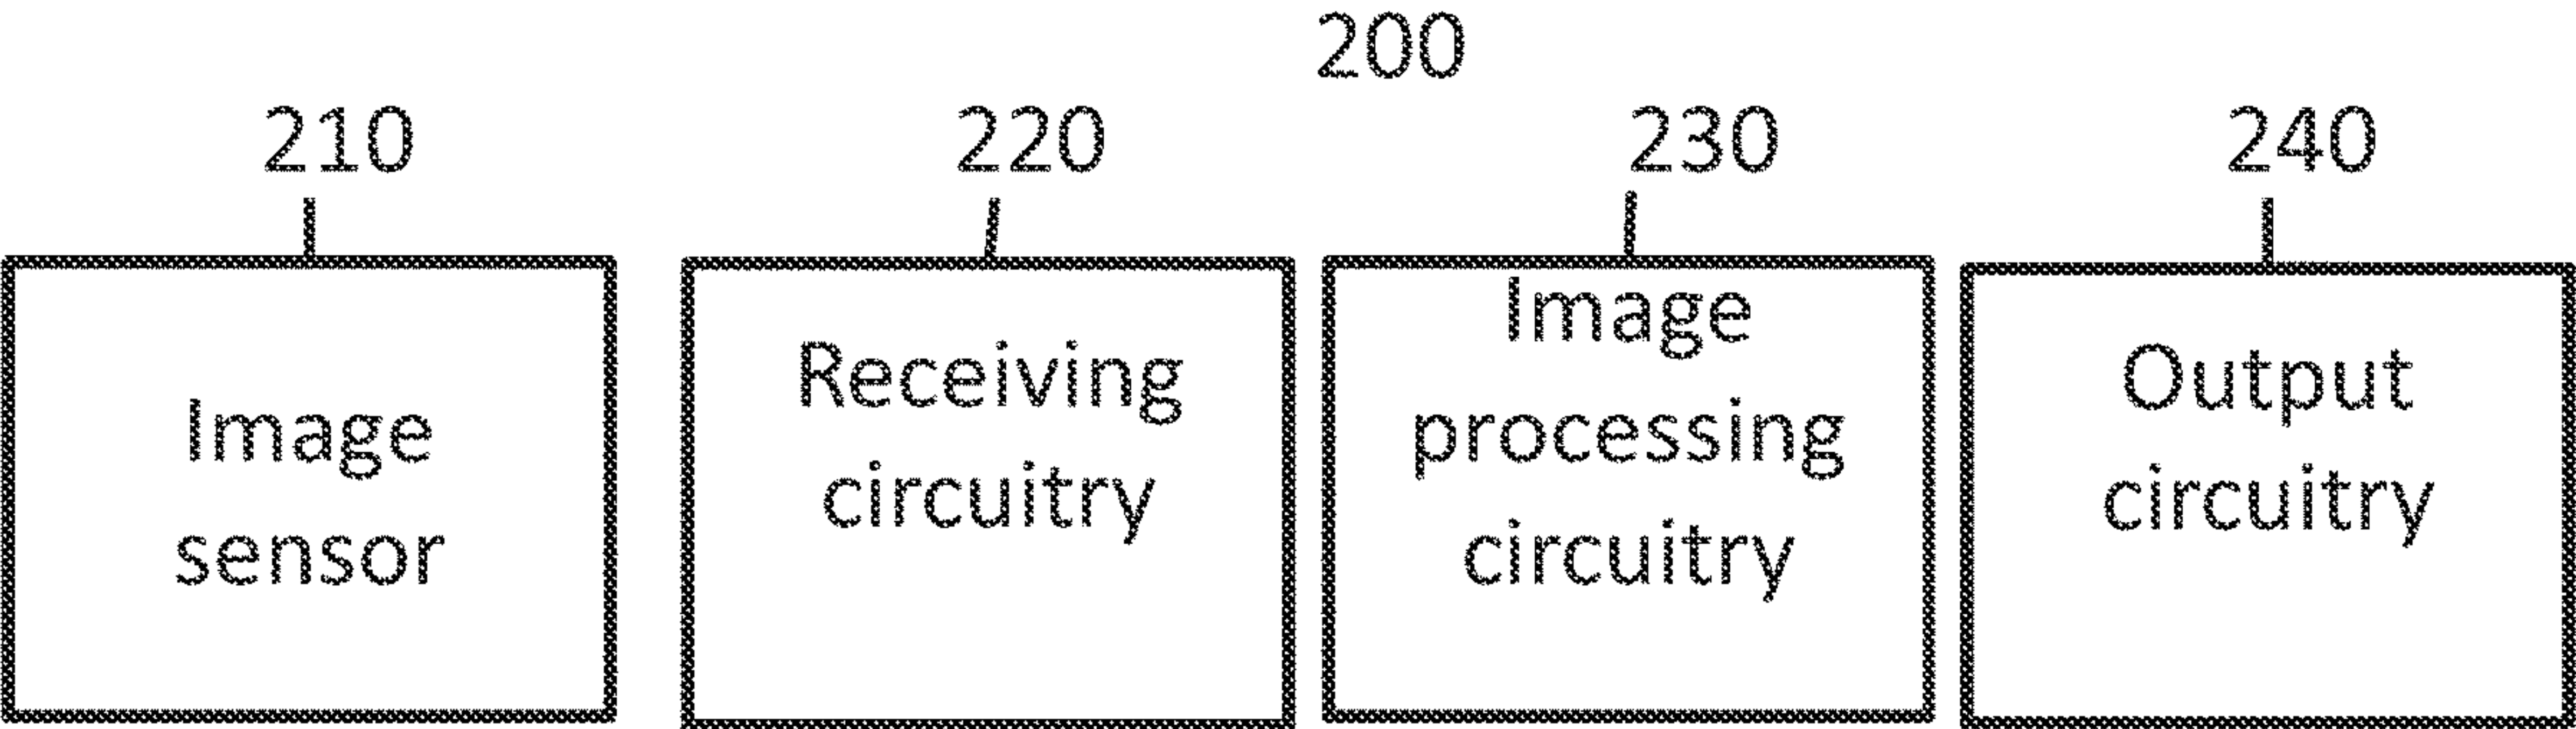 200
210
220
230
240
Image
sensor
Receiving
circuitry
Image
processing
circuitry
Output
circuitry